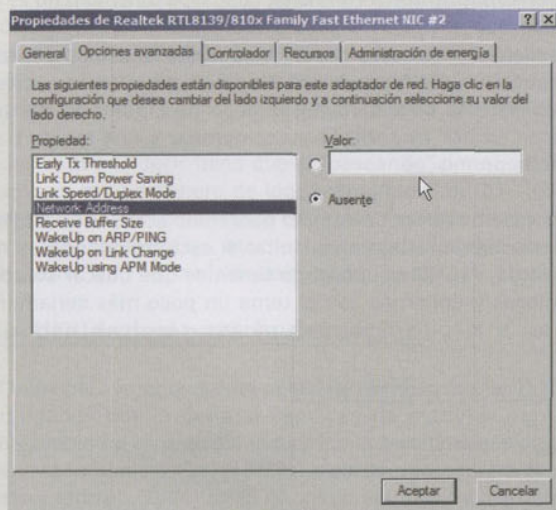 Propiedades de Realtek RTL8139/810x Family Fast Ethernet NIC #2
General
Opciones avanzadas
Controlador
Recursos
Administración de energía
Las siguientes propiedades están disponibles para este adaptador de red. Haga clic en la
configuración que desea cambiar del lado izquierdo y a continuación seleccione su valor del
lado derecho.
Propiedad:
Early Tx Threshold
Link Down Power Saving
Link Speed/Duplex Mode
Network Address
Receive Buffer Size
WakeUp on ARP/PING
WakeUp on Link Change
WakeUp using APM Mode
Valor:
Ausente
Aceptar
Cancelar